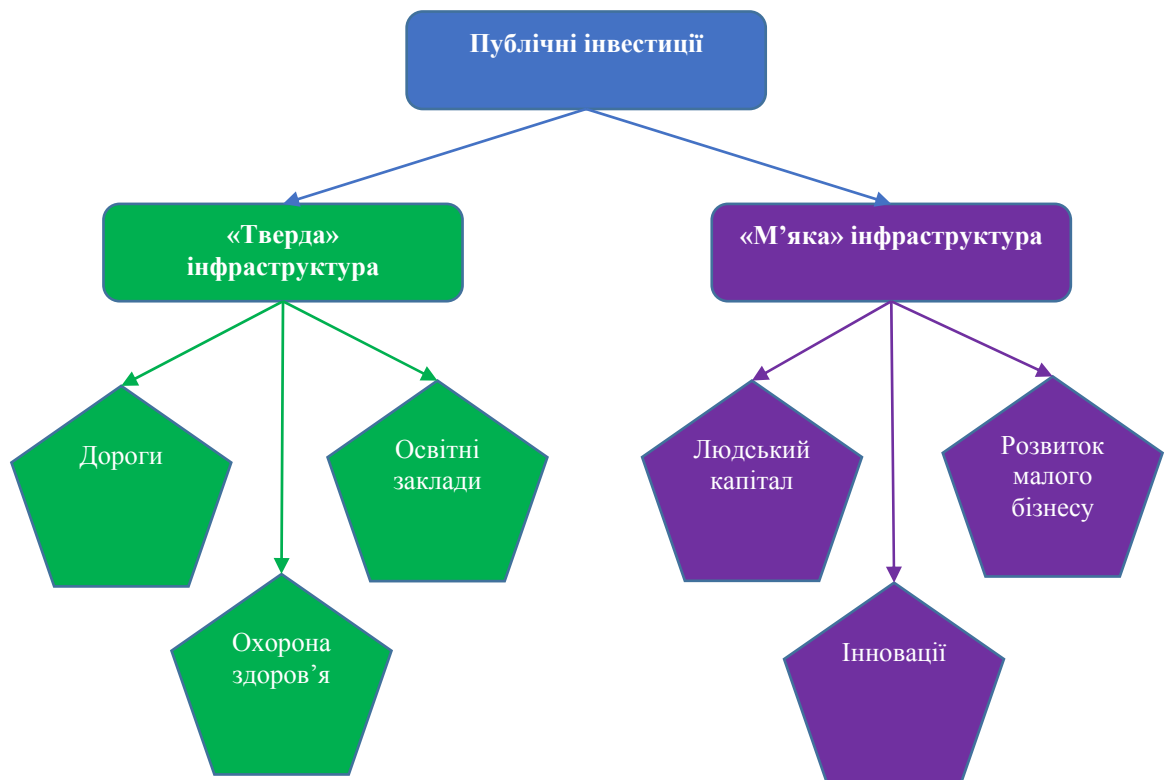 Публічні інвестиції
«Тверда»
інфраструктура
«М’яка» інфраструктура
Дороги
Освітні
заклади
Охорона
здоров’я
Людський
капітал
Розвиток
малого
бізнесу
Інновації